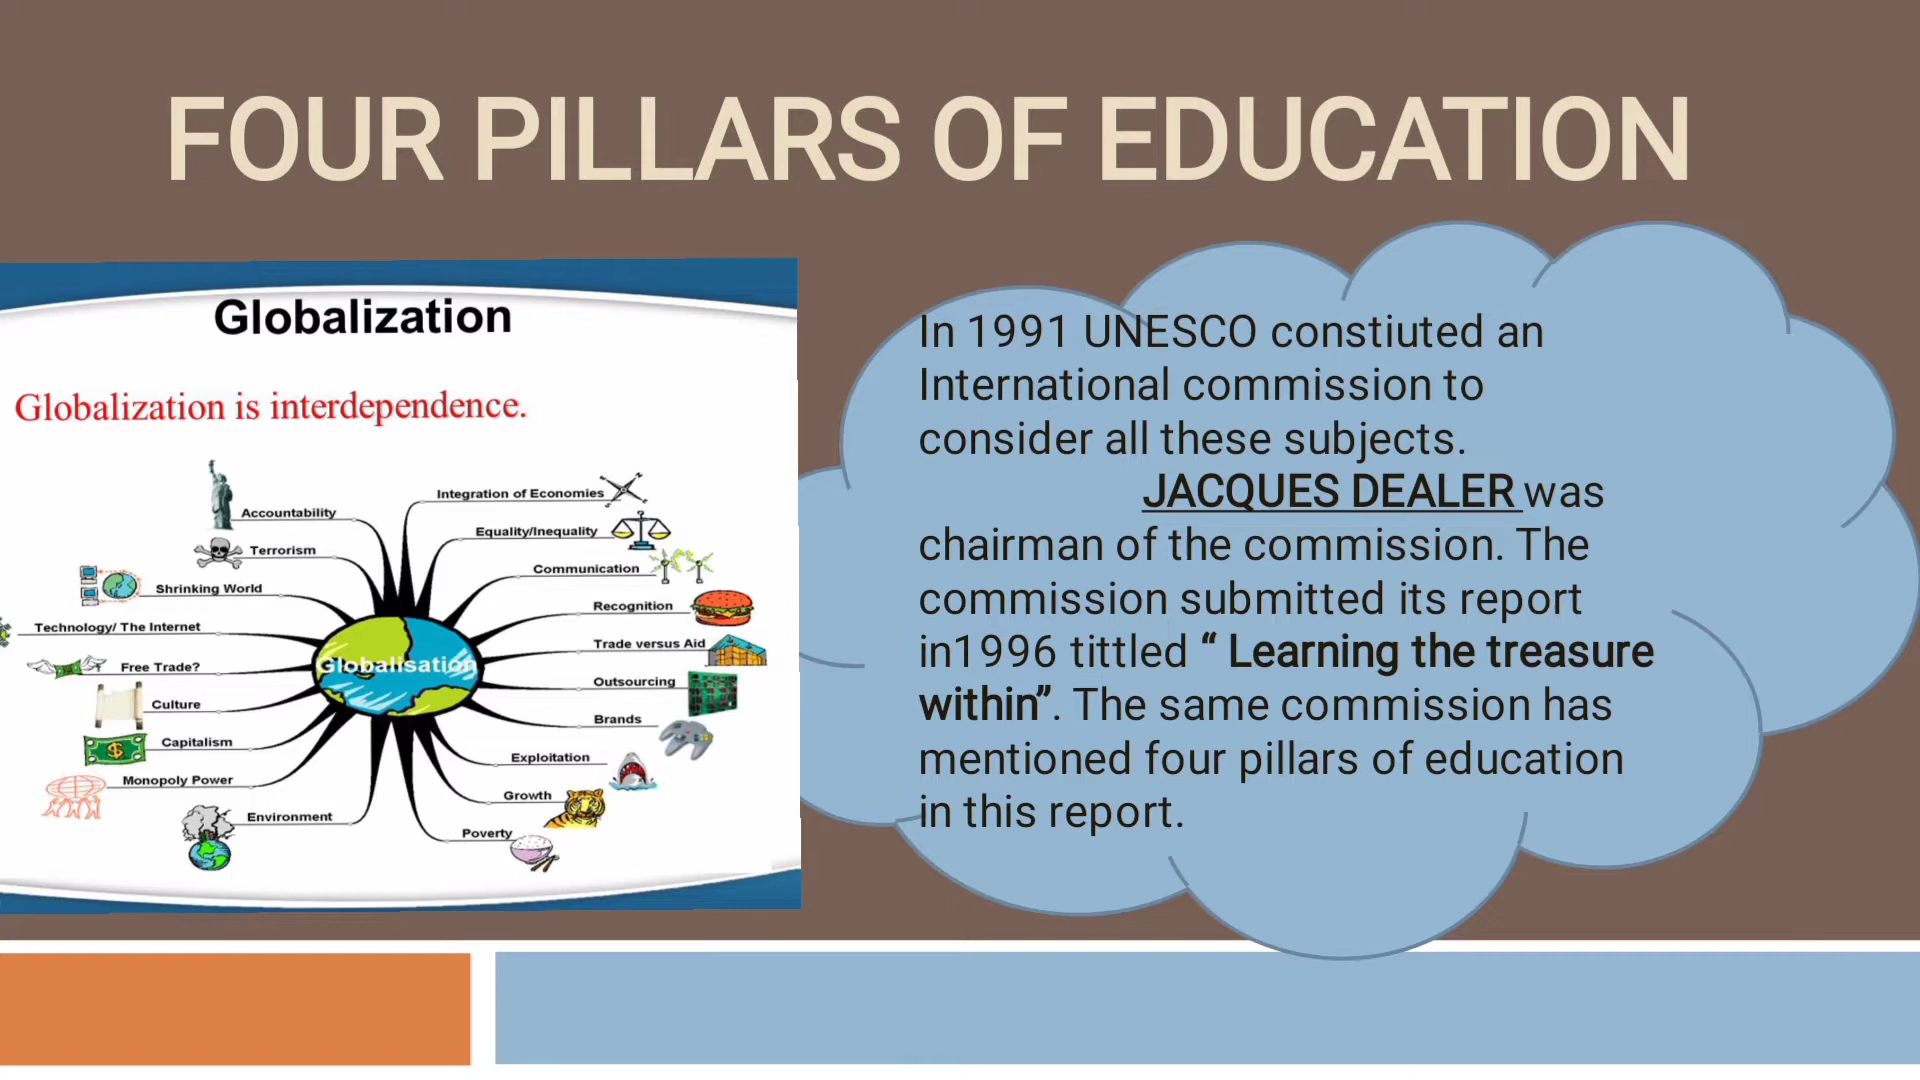 FOUR PILLARS OF EDUCATION
Globalization
Globalization is interdependence.
Accountability
Terrorism
Shrinking World
Technology/ The Internet
Free Trade?
Culture
Capitalism
Monopoly Power
Environment
Globalisation
Integration of Economies
Equality/Inequality
Communication
Recognition
Trade versus Aid
Outsourcing
Brands
Exploitation
Growth
Poverty
In 1991 UNESCO constiuted an
International commission to
consider all these subjects.
JACQUES DEALER was
chairman of the commission. The
commission submitted its report
in1996 tittled “ Learning the treasure
within”. The same commission has
mentioned four pillars of education
in this report.